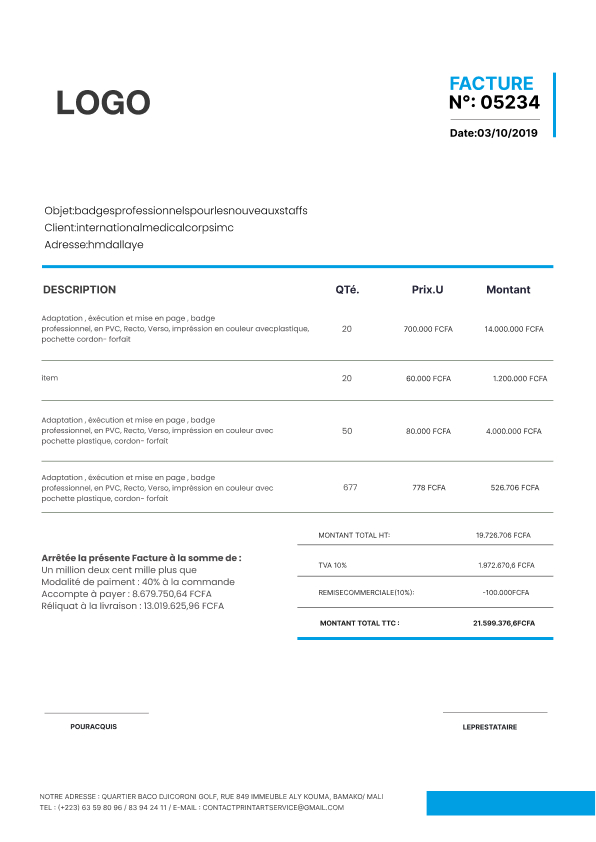 LOGO
FACTURE
N°: 05234
Date:03/10/2019
Objet:badgesprofessionnelspourlesnouveauxstaffs
Client:internationalmedicalcorpsimc
Adresse:hmdallaye
DESCRIPTION QTé. Prix.U Montant
Adaptation , éxécution et mise en page , badge
professionnel, en PVC, Recto, Verso, impréssion en couleur avecplastique, 20 700.000 FCFA 14.000.000 FCFA
pochette cordon- forfait
item 20 60.000 FCFA 1.200.000 FCFA
Adaptation , éxécution et mise en page , badge
professionnel, en PVC, Recto, Verso, impréssion en couleur avec 50 80.000 FCFA 4.000.000 FCFA
pochette plastique, cordon- forfait
Adaptation , éxécution et mise en page , badge
professionnel, en PVC, Recto, Verso, impréssion en couleur avec 677 778 FCFA 526.706 FCFA
pochette plastique, cordon- forfait
MONTANT TOTAL HT: 19.726.706 FCFA
TVA 10% 1.972.670,6 FCFA
REMISECOMMERCIALE(10%): -100.000FCFA
MONTANT TOTAL TTC : 21.599.376,6FCFA
Arrêtée la présente Facture à la somme de :
Un million deux cent mille plus que
Modalité de paiment : 40% à la commande
Accompte à payer : 8.679.750,64 FCFA
Réliquat à la livraison : 13.019.625,96 FCFA
POURACQUIS LEPRESTATAIRE
NOTRE ADRESSE : QUARTIER BACO DJICORONI GOLF, RUE 849 IMMEUBLE ALY KOUMA, BAMAKO/ MALI
TEL : (+223) 63 59 80 96 / 83 94 24 11 / E-MAIL : CONTACTPRINTARTSERVICE@GMAIL.COM